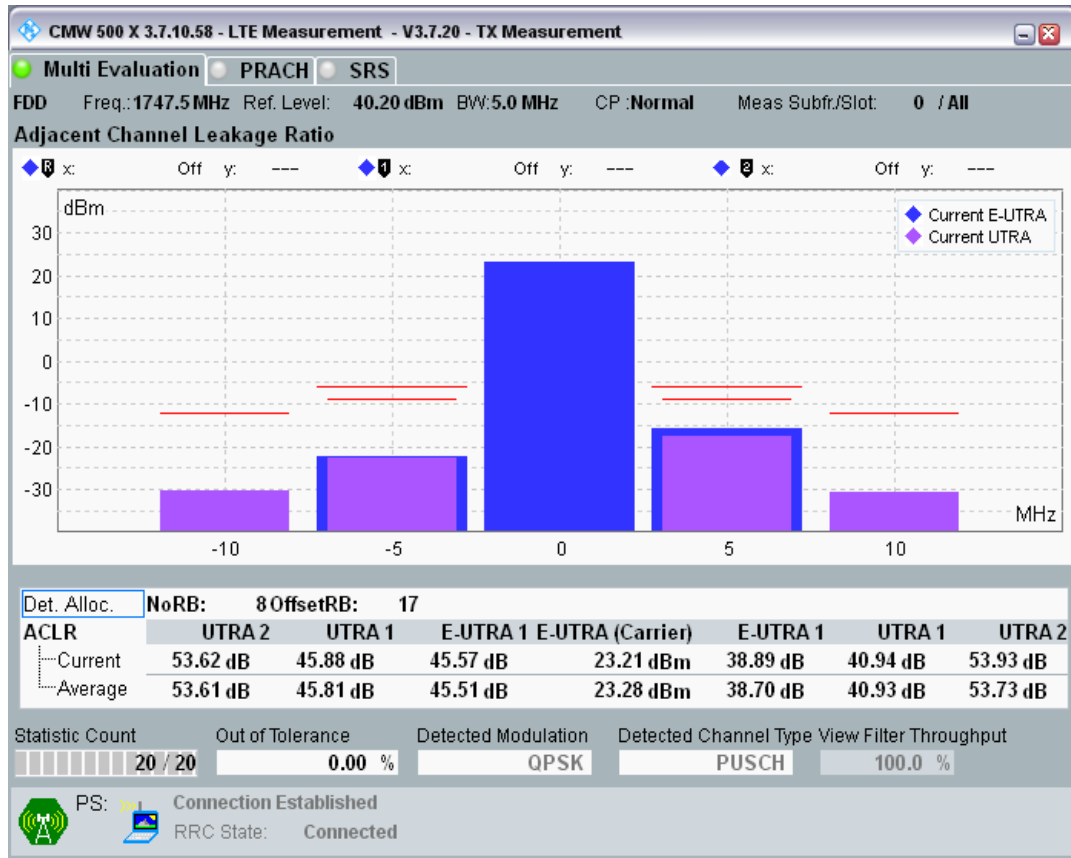 CMW 500 X 3.7.10.58 - LTE Measurement - V3.7.20 - TX Measurement
Multi Evaluation PRACH SRS
FDD Freq.:1747.5 MHz Ref. Level: 40.20 dBm BW:5.0 MHz CP :Normal Meas Subfr./Slot: 0 / All
Adjacent Channel Leakage Ratio
R x: Off y: --- 1 x: Off y: --- 2 x: Off y: ---
dBm
Current E-UTRA
Current UTRA
30
20
10
0
-10
-20
-30
MHz
-10 -5 0 5 10
Det. Alloc. NoRB: 8 OffsetRB: 17
ACLR UTRA 2 UTRA 1 E-UTRA 1 E-UTRA (Carrier) E-UTRA 1 UTRA 1 UTRA 2
Current 53.62 dB 45.88 dB 45.57 dB 23.21 dBm 38.89 dB 40.94 dB 53.93 dB
Average 53.61 dB 45.81 dB 45.51 dB 23.28 dBm 38.70 dB 40.93 dB 53.73 dB
Statistic Count Out of Tolerance Detected Modulation Detected Channel Type View Filter Throughput
20 / 20 0.00 % QPSK PUSCH 100.0 %
PS: Connection Established
RRC State: Connected